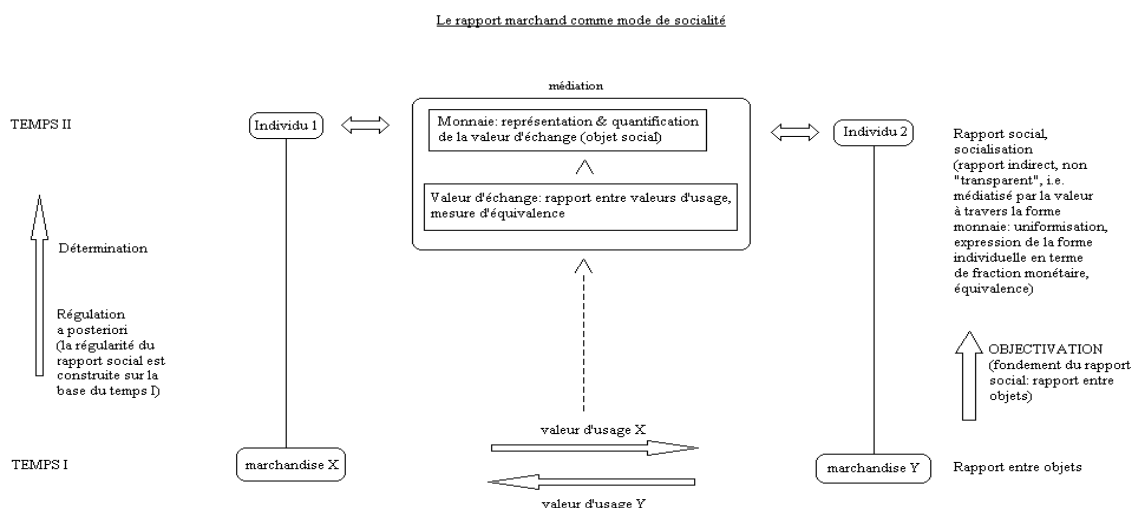 Le rapport marchand comme mode de socialité
médiation
TEMPS II
Individu 1
Monnaie: représentation & quantification
de la valeur d'échange (objet social)
Individu 2
Rapport social,
socialisation
(rapport indirect, non
"transparent", i.e.
médiatisé par la valeur
à travers la forme
monnaie: uniformisation,
expression de la forme
individuelle en terme
de fraction monétaire,
équivalence)
Valeur d'échange: rapport entre valeurs d'usage,
mesure d'équivalence
Détermination
Régulation
a posteriori
(la régularité du
rapport social est
construite sur la
base du temps I)
OBJECTIVATION
(fondement du rapport
social: rapport entre
objets)
valeur d'usage X
TEMPS I
marchandise X
marchandise Y
Rapport entre objets
valeur d'usage Y